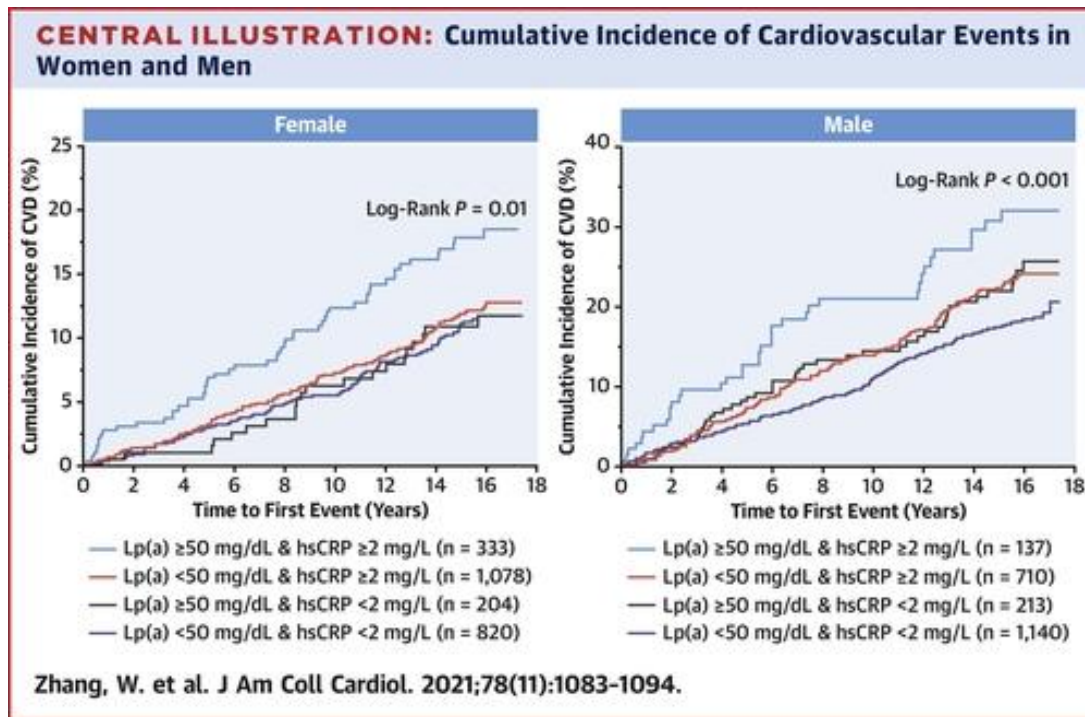 CENTRAL ILLUSTRATION: Cumulative Incidence of Cardiovascular Events in
Women and Men
Female
Cumulative Incidence of CVD (%)
25
20
15
10
5
0
Log-Rank P = 0.01
0 2 4 6 8 10 12 14 16 18
Time to First Event (Years)
Lp(a) ≥50 mg/dL & hsCRP ≥2 mg/L (n = 333)
Lp(a) <50 mg/dL & hsCRP ≥2 mg/L (n = 1,078)
Lp(a) ≥50 mg/dL & hsCRP <2 mg/L (n = 204)
Lp(a) <50 mg/dL & hsCRP <2 mg/L (n = 820)
Male
Cumulative Incidence of CVD (%)
40
30
20
10
0
Log-Rank P < 0.001
0 2 4 6 8 10 12 14 16 18
Time to First Event (Years)
Lp(a) ≥50 mg/dL & hsCRP ≥2 mg/L (n = 137)
Lp(a) <50 mg/dL & hsCRP ≥2 mg/L (n = 710)
Lp(a) ≥50 mg/dL & hsCRP <2 mg/L (n = 213)
Lp(a) <50 mg/dL & hsCRP <2 mg/L (n = 1,140)
Zhang, W. et al. J Am Coll Cardiol. 2021;78(11):1083-1094.